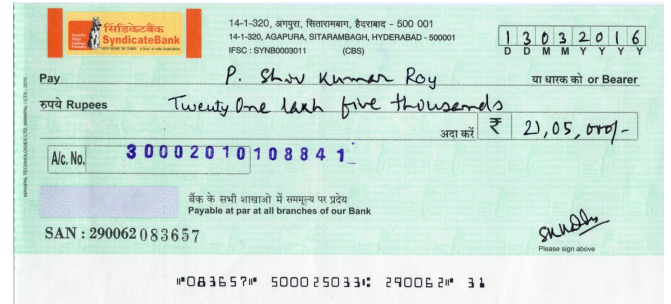 सिंडिकेटबैंक
SyndicateBank
14-1-320, अगपुरा, सितारामबाग, हैदराबाद - 500 001
14-1-320, AGAPURA, SITARAMBAGH, HYDERABAD - 500001
IFSC : SYNB0003011 (CBS)
1 3 0 3 2 0 1 6
D D M M Y Y Y Y
Pay P. Shiv Kumar Roy या धारक को or Bearer
रुपये Rupees Twenty One lakh five thousands
अदा करें ₹ 21,05,000/-
A/c. No. 30002010108841
बैंक के सभी शाखाओ में सममूल्य पर प्रदेय
Payable at par at all branches of our Bank
SAN : 290062 083657
Please sign above
⑈083657⑈ 500025033⑆ 290062⑈ 31